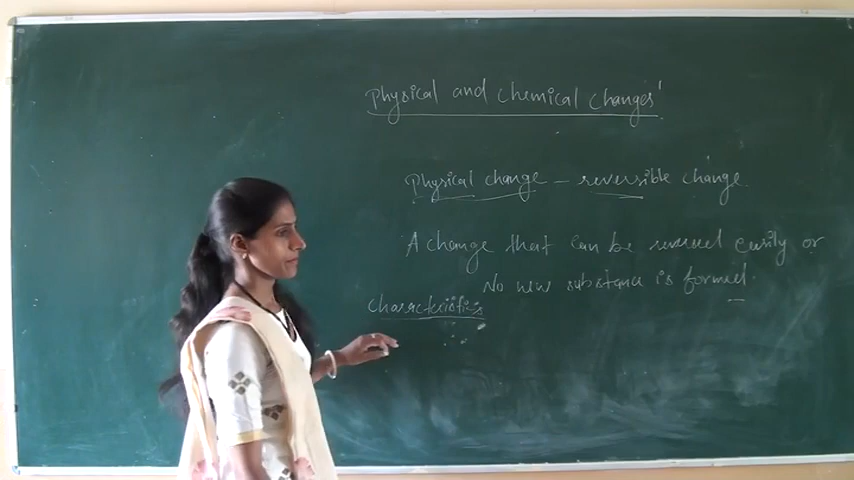 Physical and chemical changes'
Physical change - reversible change
A change that can be reversed easily or
No new substance is formed.
Characteristics